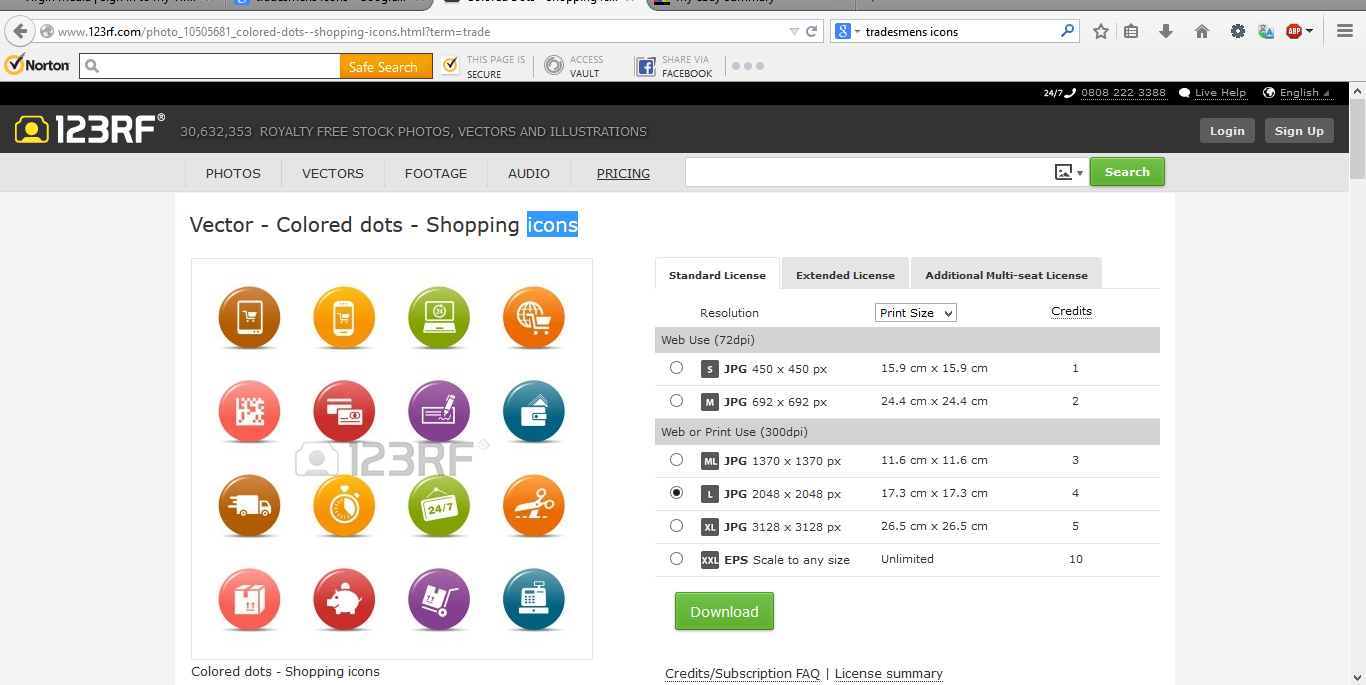 www.123rf.com/photo_10505681_colored-dots--shopping-icons.html?term=trade
tradesmens icons
ABP
Norton
Safe Search
THIS PAGE IS
SECURE
ACCESS
VAULT
SHARE VIA
FACEBOOK
24/7 0808 222 3388 Live Help English
123RF®
30,632,353 ROYALTY FREE STOCK PHOTOS, VECTORS AND ILLUSTRATIONS
Login Sign Up
PHOTOS VECTORS FOOTAGE AUDIO PRICING
Search
Vector - Colored dots - Shopping icons
24
123RF
24/7
Colored dots - Shopping icons
Standard License Extended License Additional Multi-seat License
Resolution Print Size Credits
Web Use (72dpi)
S JPG 450 x 450 px 15.9 cm x 15.9 cm 1
M JPG 692 x 692 px 24.4 cm x 24.4 cm 2
Web or Print Use (300dpi)
ML JPG 1370 x 1370 px 11.6 cm x 11.6 cm 3
L JPG 2048 x 2048 px 17.3 cm x 17.3 cm 4
XL JPG 3128 x 3128 px 26.5 cm x 26.5 cm 5
XXL EPS Scale to any size Unlimited 10
Download
Credits/Subscription FAQ | License summary